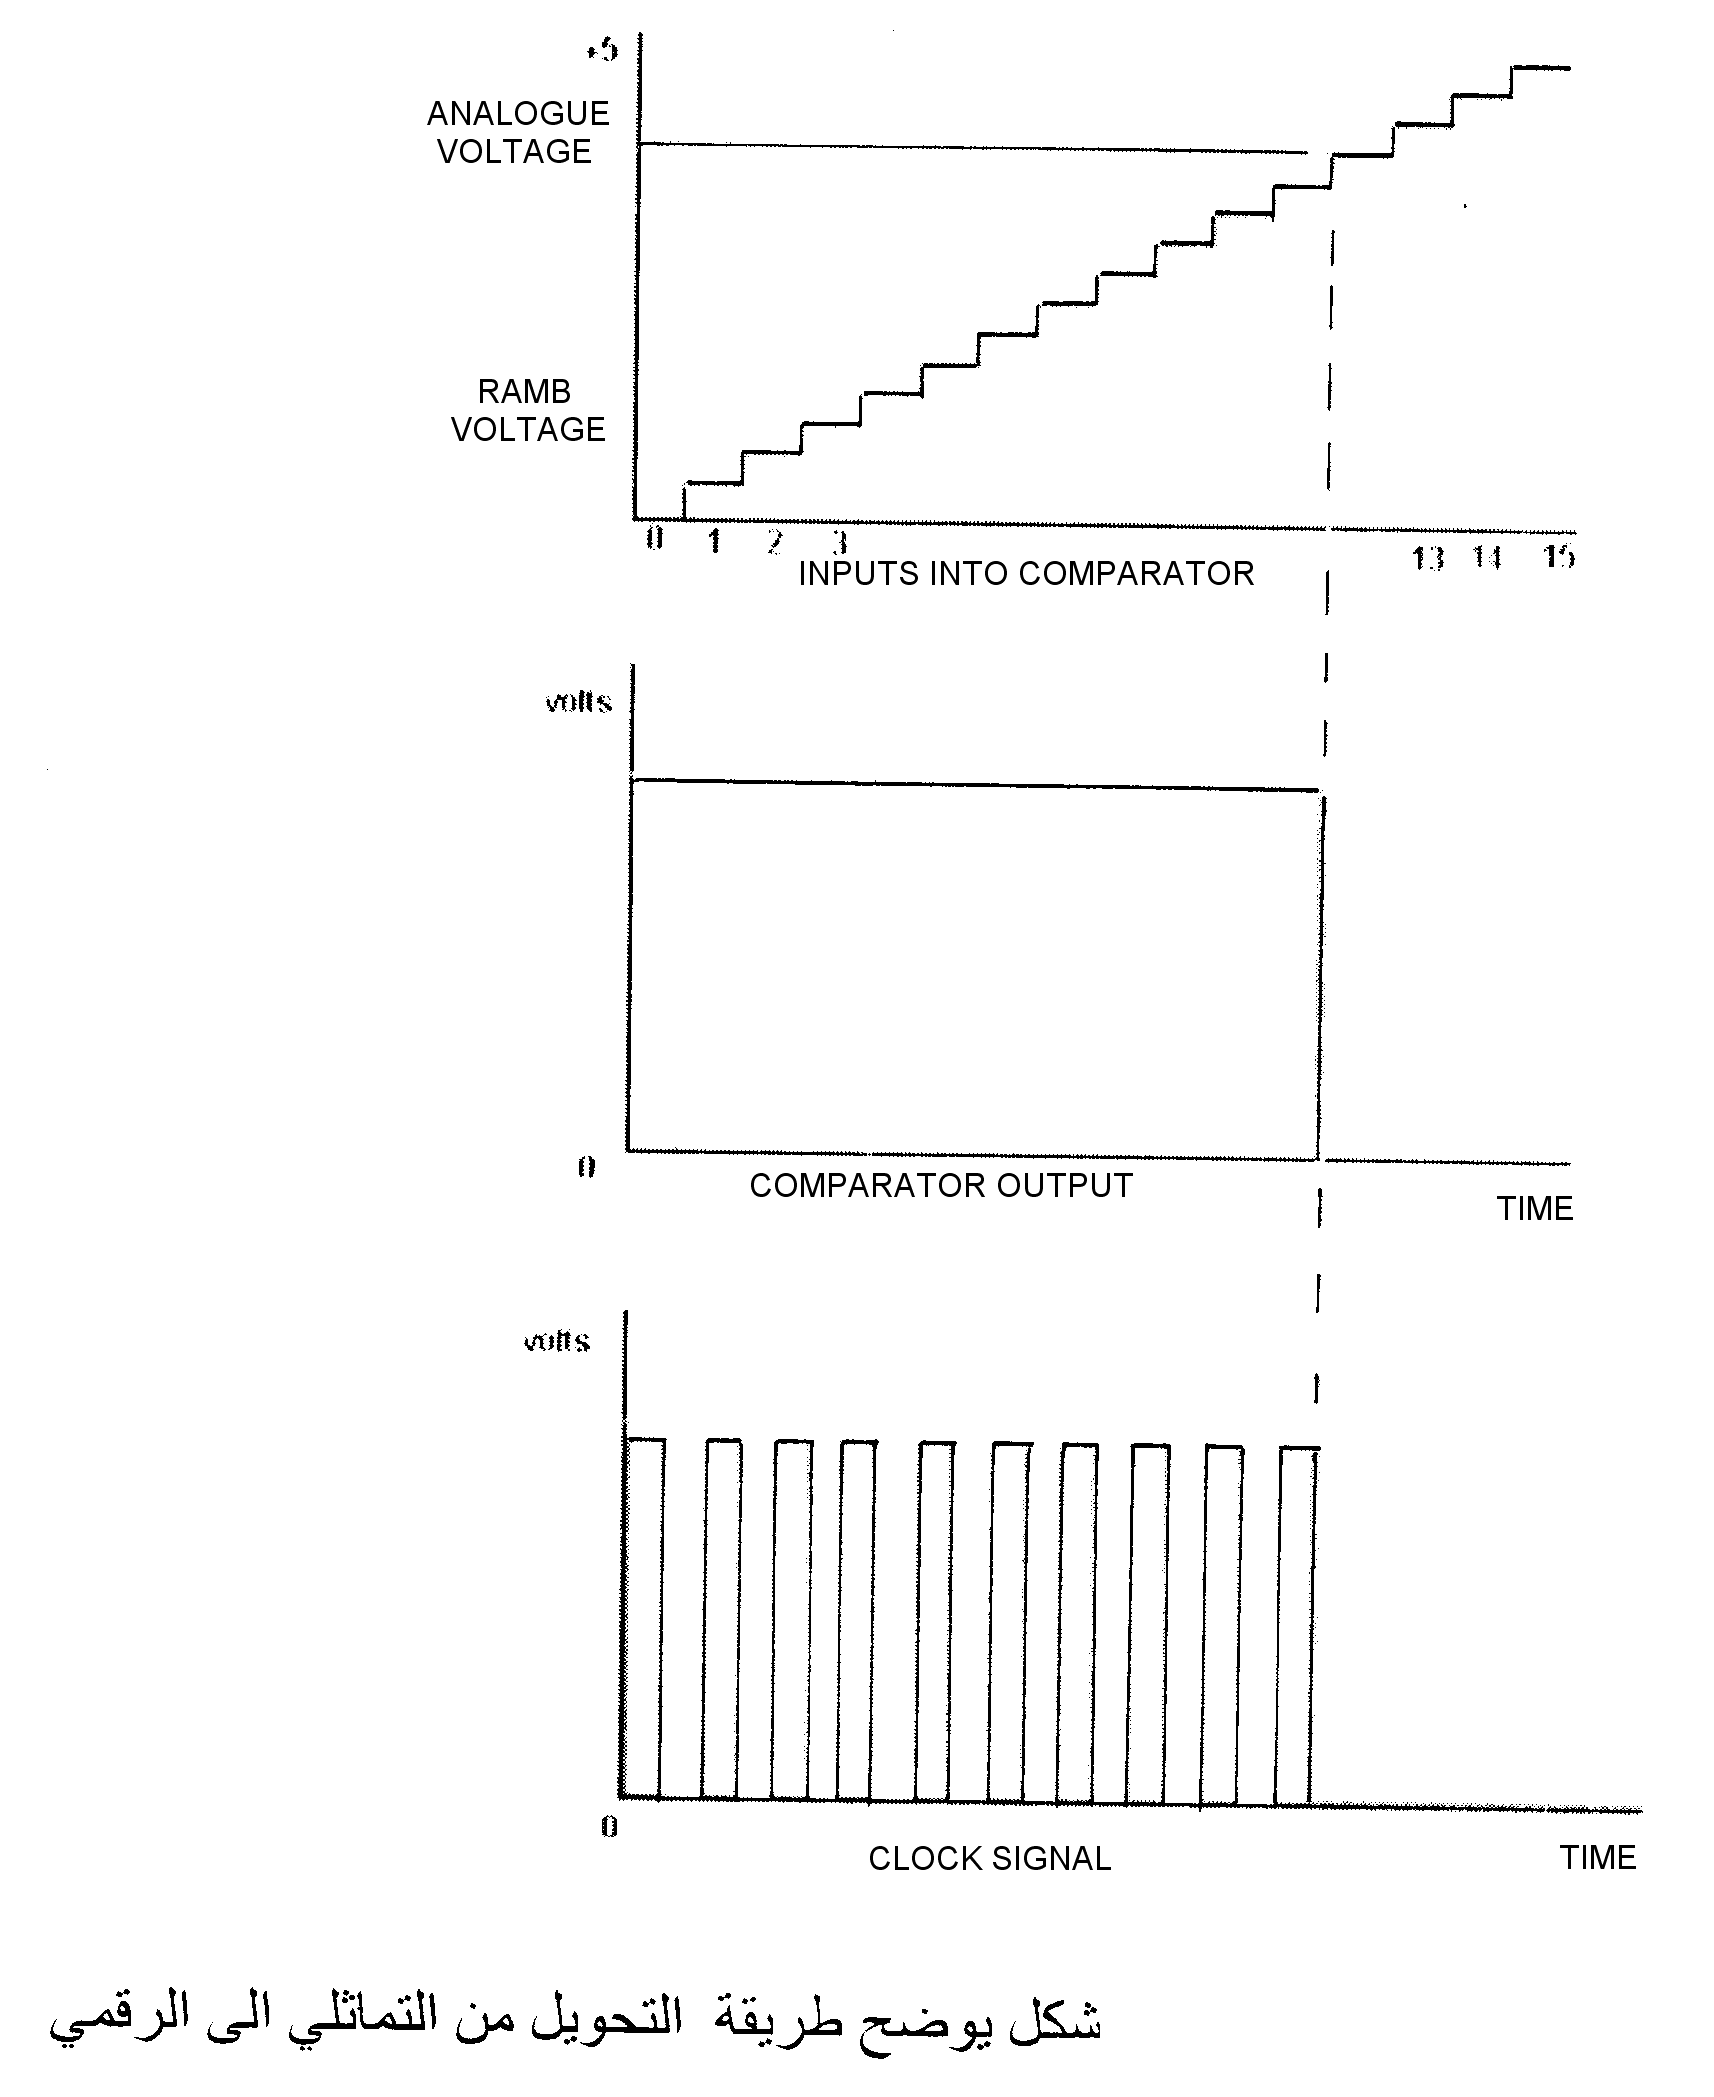 +5
ANALOGUE
VOLTAGE
RAMB
VOLTAGE
0 1 2 3 13 14 15
INPUTS INTO COMPARATOR
volts
0
COMPARATOR OUTPUT
TIME
volts
0
CLOCK SIGNAL
TIME
شكل يوضح طريقة التحويل من التماثلي الى الرقمي